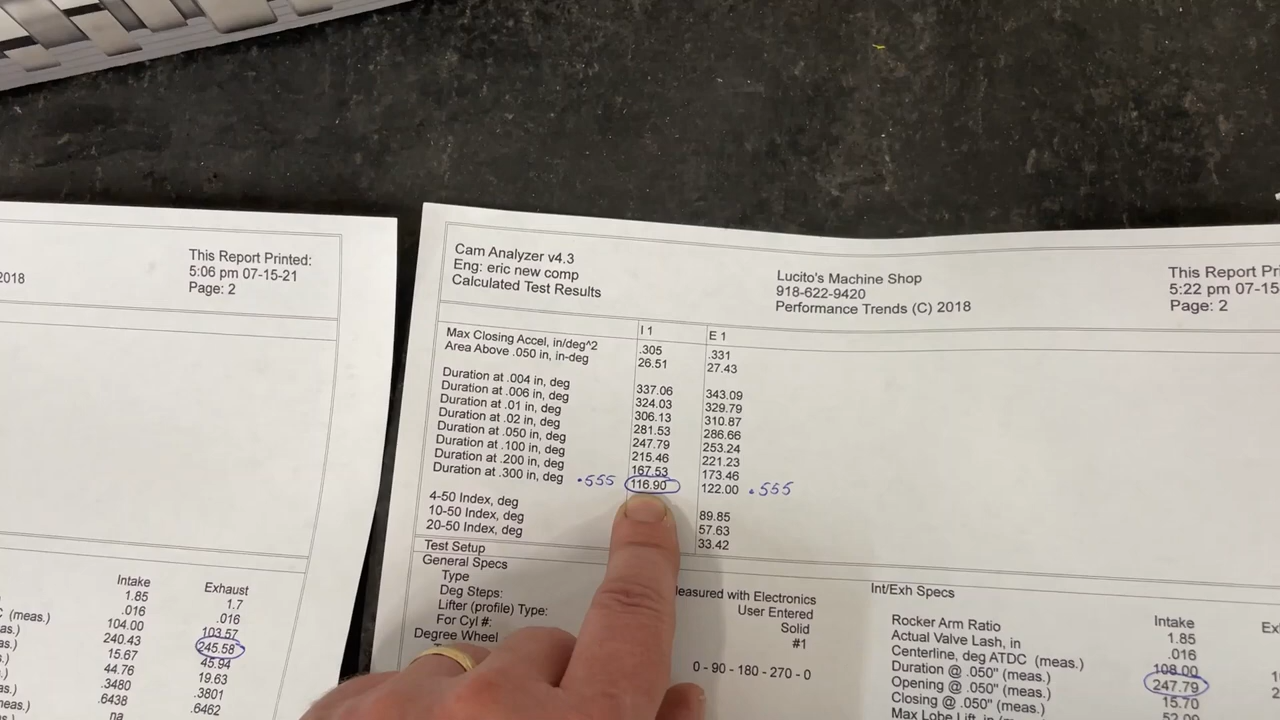 2018
This Report Printed:
5:06 pm 07-15-21
Page: 2
Intake Exhaust
1.85 1.7
.016 .016
(meas.) 104.00 103.57
240.43 245.58
15.67 45.94
44.76 19.63
.3480 .3801
.6438 .6462
na
Cam Analyzer v4.3
Eng: eric new comp
Calculated Test Results
Lucito's Machine Shop
918-622-9420
Performance Trends (C) 2018
This Report
5:22 pm 07-15
Page: 2
I 1 E 1
Max Closing Accel, in/deg^2 .305 .331
Area Above .050 in, in-deg 26.51 27.43
Duration at .004 in, deg 337.06 343.09
Duration at .006 in, deg 324.03 329.79
Duration at .01 in, deg 306.13 310.87
Duration at .02 in, deg 281.53 286.66
Duration at .050 in, deg 247.79 253.24
Duration at .100 in, deg 215.46 221.23
Duration at .200 in, deg 167.53 173.46
Duration at .300 in, deg .555 116.90 122.00 .555
4-50 Index, deg 89.85
10-50 Index, deg 57.63
20-50 Index, deg 33.42
Test Setup
General Specs
Type Measured with Electronics
Deg Steps: User Entered
Lifter (profile) Type: Solid
For Cyl #: #1
Degree Wheel 0 - 90 - 180 - 270 - 0
Int/Exh Specs
Intake
Rocker Arm Ratio 1.85
Actual Valve Lash, in .016
Centerline, deg ATDC (meas.) 108.00
Duration @ .050" (meas.) 247.79
Opening @ .050" (meas.) 15.70
Closing @ .050" (meas.)